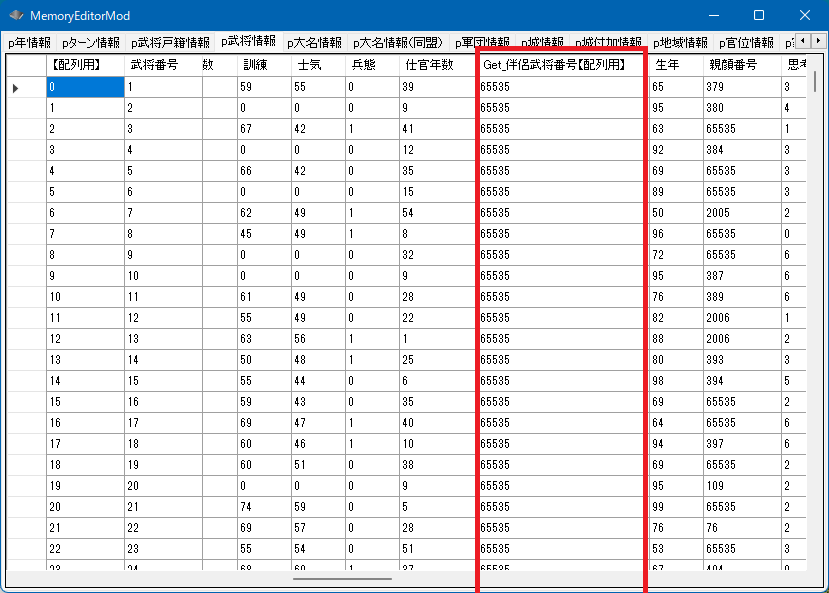 MemoryEditorMod
p年情報 pターン情報 p武将戸籍情報 p武将情報 p大名情報 p大名情報(同盟) p軍団情報 p城情報 p城付加情報 p地域情報 p官位情報
【配列用】 武将番号 数 訓練 士気 兵態 仕官年数 Get_伴侶武将番号【配列用】 生年 親顔番号 思考
0 1 59 55 0 39 65535 65 379 3
1 2 0 0 0 9 65535 95 380 4
2 3 67 42 1 41 65535 63 65535 1
3 4 0 0 0 12 65535 92 384 3
4 5 66 42 0 35 65535 69 65535 3
5 6 0 0 0 15 65535 89 65535 3
6 7 62 49 1 54 65535 50 2005 2
7 8 45 49 1 8 65535 96 65535 0
8 9 0 0 0 32 65535 72 65535 6
9 10 0 0 0 9 65535 95 387 6
10 11 61 49 0 28 65535 76 389 6
11 12 55 49 0 22 65535 82 2006 1
12 13 63 56 1 1 65535 88 2006 2
13 14 50 48 1 25 65535 80 393 3
14 15 55 44 0 6 65535 98 394 5
15 16 59 43 0 35 65535 69 65535 2
16 17 69 47 1 40 65535 64 65535 6
17 18 60 46 1 10 65535 94 397 6
18 19 60 51 0 38 65535 69 65535 2
19 20 0 0 0 9 65535 95 109 2
20 21 74 59 0 5 65535 99 65535 2
21 22 69 57 0 28 65535 76 76 2
22 23 55 54 0 51 65535 53 65535 3
23 24 68 60 1 37 65535 67 404 0